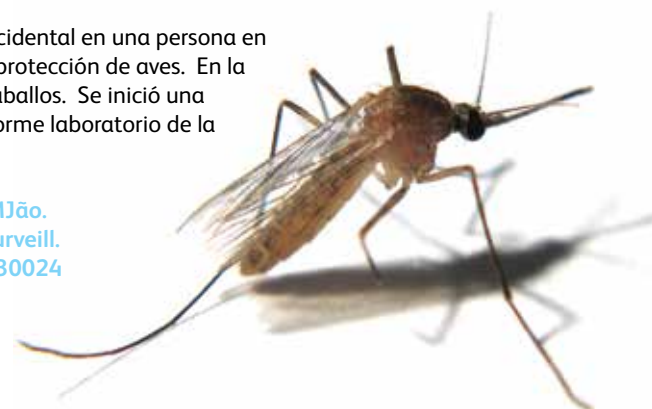 cidental en una persona en
protección de aves. En la
aballos. Se inició una
orme laboratorio de la
Jão.
urveill.
30024